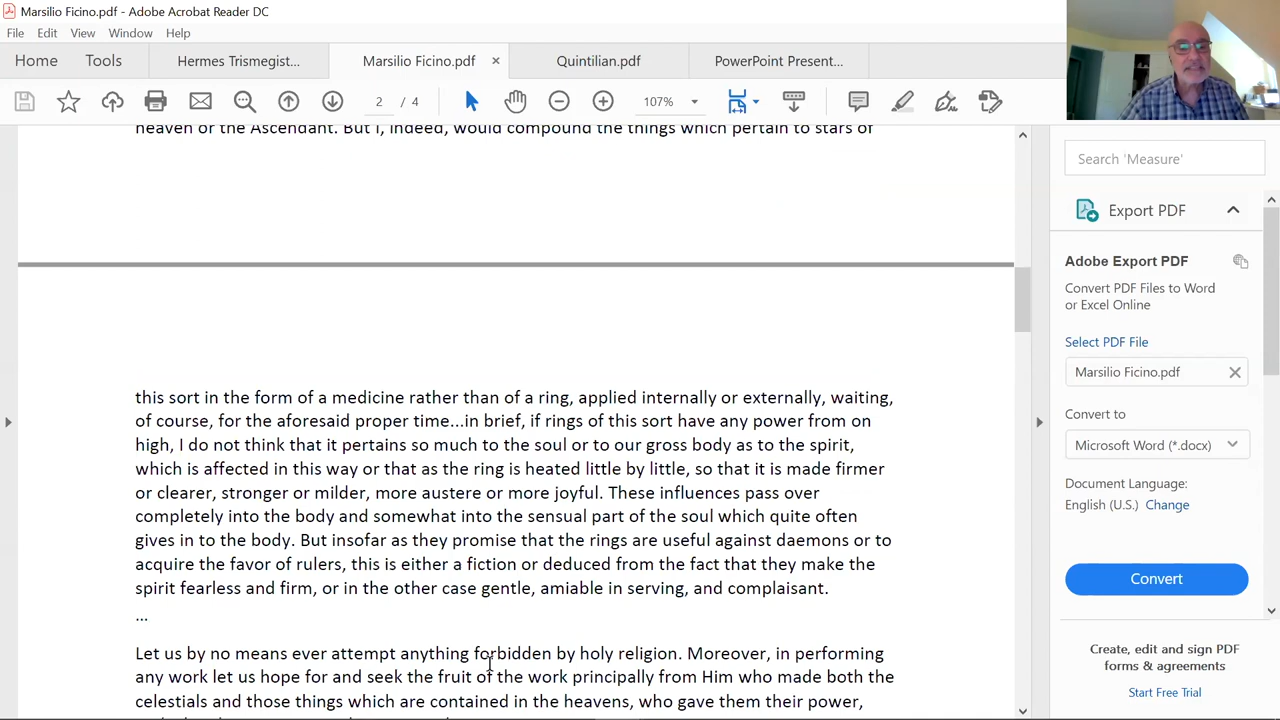 Marsilio Ficino.pdf - Adobe Acrobat Reader DC
File Edit View Window Help
Home Tools Hermes Trismegist... Marsilio Ficino.pdf × Quintilian.pdf PowerPoint Present...
2 / 4 107%
Search 'Measure'
heaven or the Ascendant. But I, indeed, would compound the things which pertain to stars of
this sort in the form of a medicine rather than of a ring, applied internally or externally, waiting,
of course, for the aforesaid proper time...in brief, if rings of this sort have any power from on
high, I do not think that it pertains so much to the soul or to our gross body as to the spirit,
which is affected in this way or that as the ring is heated little by little, so that it is made firmer
or clearer, stronger or milder, more austere or more joyful. These influences pass over
completely into the body and somewhat into the sensual part of the soul which quite often
gives in to the body. But insofar as they promise that the rings are useful against daemons or to
acquire the favor of rulers, this is either a fiction or deduced from the fact that they make the
spirit fearless and firm, or in the other case gentle, amiable in serving, and complaisant.
...
Let us by no means ever attempt anything forbidden by holy religion. Moreover, in performing
any work let us hope for and seek the fruit of the work principally from Him who made both the
celestials and those things which are contained in the heavens, who gave them their power,
Export PDF
Adobe Export PDF
Convert PDF Files to Word
or Excel Online
Select PDF File
Marsilio Ficino.pdf
Convert to
Microsoft Word (*.docx)
Document Language:
English (U.S.) Change
Convert
Create, edit and sign PDF
forms & agreements
Start Free Trial